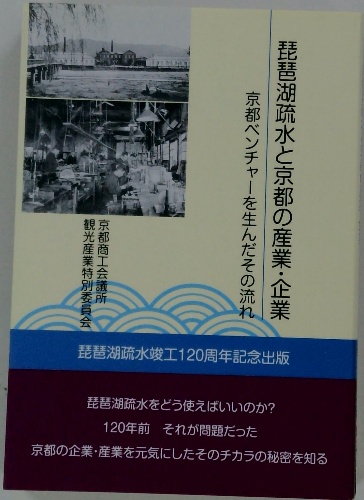 琵琶湖疏水と京都の産業・企業
京都ベンチャーを生んだその流れ
京都商工会議所
観光産業特別委員会
琵琶湖疏水竣工120周年記念出版
琵琶湖疏水をどう使えばいいのか?
120年前　それが問題だった
京都の企業・産業を元気にしたそのチカラの秘密を知る